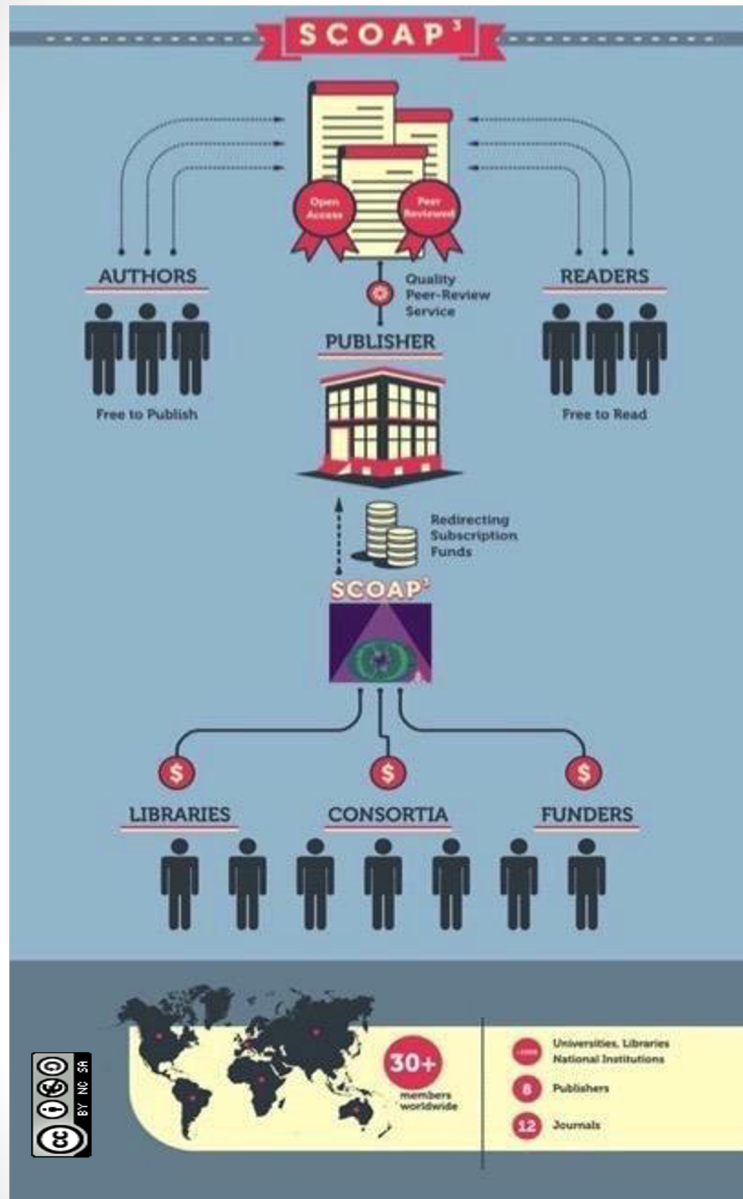 SCOAP³
Open
Access
Peer
Reviewed
AUTHORS
Quality
Peer-Review
Service
READERS
PUBLISHER
Free to Publish
Free to Read
Redirecting
Subscription
Funds
SCOAP³
$
$
$
LIBRARIES
CONSORTIA
FUNDERS
30+
members
worldwide
Universities, Libraries
National Institutions
Publishers
12
Journals
cc
BY NC SA